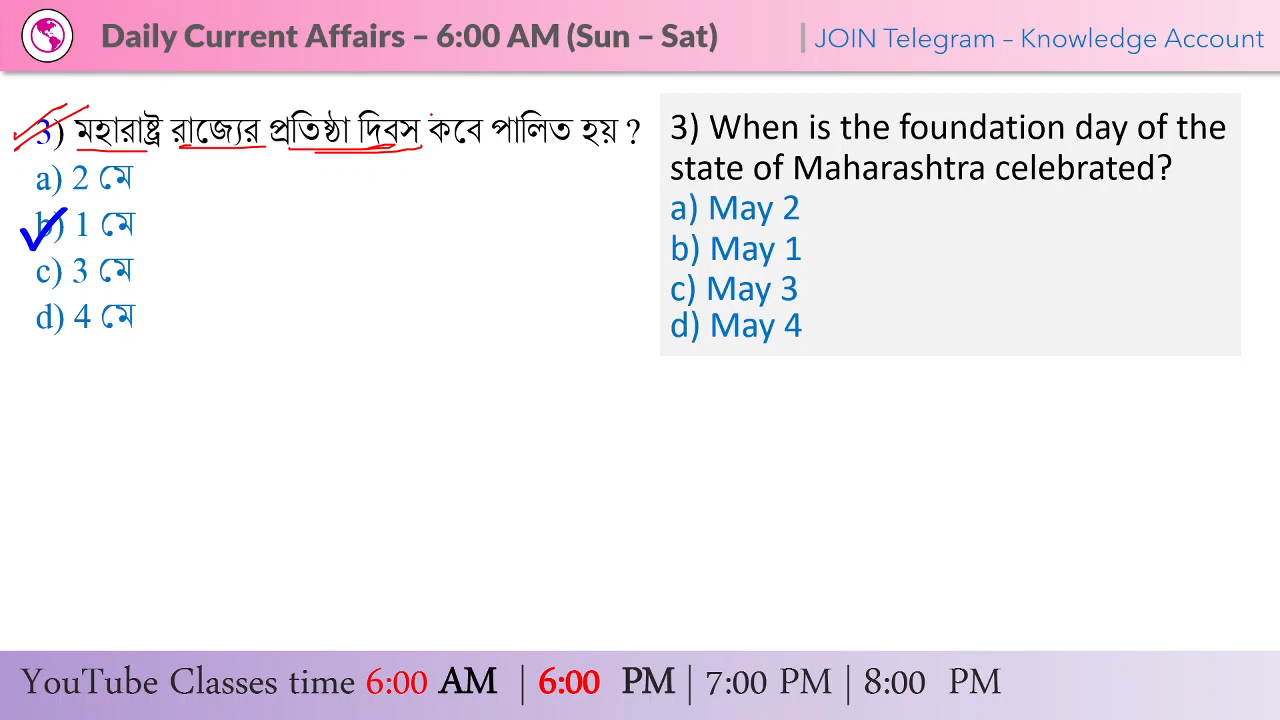 Daily Current Affairs – 6:00 AM (Sun – Sat)
| JOIN Telegram – Knowledge Account
3) মহারাষ্ট্র রাজ্যের প্রতিষ্ঠা দিবস কবে পালিত হয় ?
a) 2 মে
b) 1 মে
c) 3 মে
d) 4 মে
3) When is the foundation day of the
state of Maharashtra celebrated?
a) May 2
b) May 1
c) May 3
d) May 4
YouTube Classes time 6:00 AM | 6:00 PM | 7:00 PM | 8:00 PM